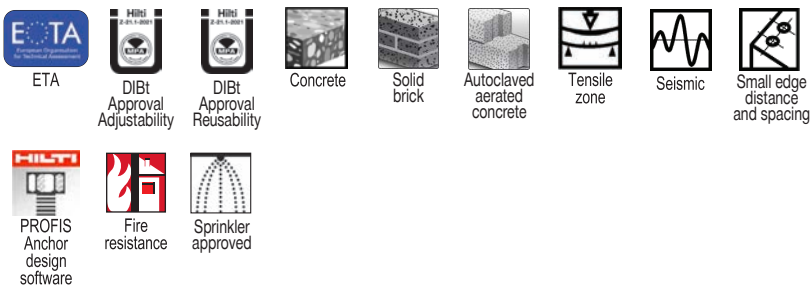 EOTA
European Organisation
for Technical Assessment
ETA
Hilti
Z-21.1-2021
MPA
DIBt
Approval
Adjustability
Hilti
Z-21.1-2021
MPA
DIBt
Approval
Reusability
Concrete
Solid
brick
Autoclaved
aerated
concrete
Tensile
zone
Seismic
Small edge
distance
and spacing
HILTI
PROFIS
Anchor
design
software
Fire
resistance
Sprinkler
approved